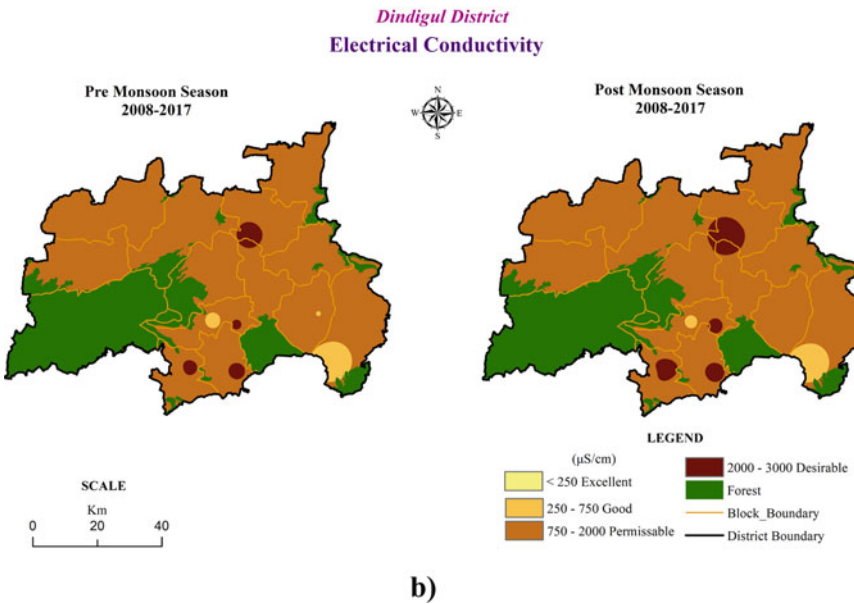 Dindigul District
Electrical Conductivity
Pre Monsoon Season
2008-2017
N
W E
S
Post Monsoon Season
2008-2017
SCALE
Km
0 20 40
LEGEND
(µS/cm)
< 250 Excellent
250 - 750 Good
750 - 2000 Permissable
2000 - 3000 Desirable
Forest
Block_Boundary
District Boundary
b)